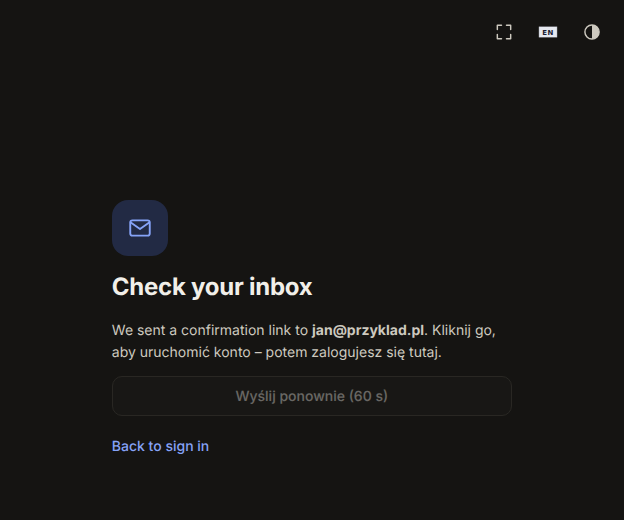 EN
Check your inbox
We sent a confirmation link to jan@przyklad.pl. Kliknij go,
aby uruchomić konto – potem zalogujesz się tutaj.
Wyślij ponownie (60 s)
Back to sign in